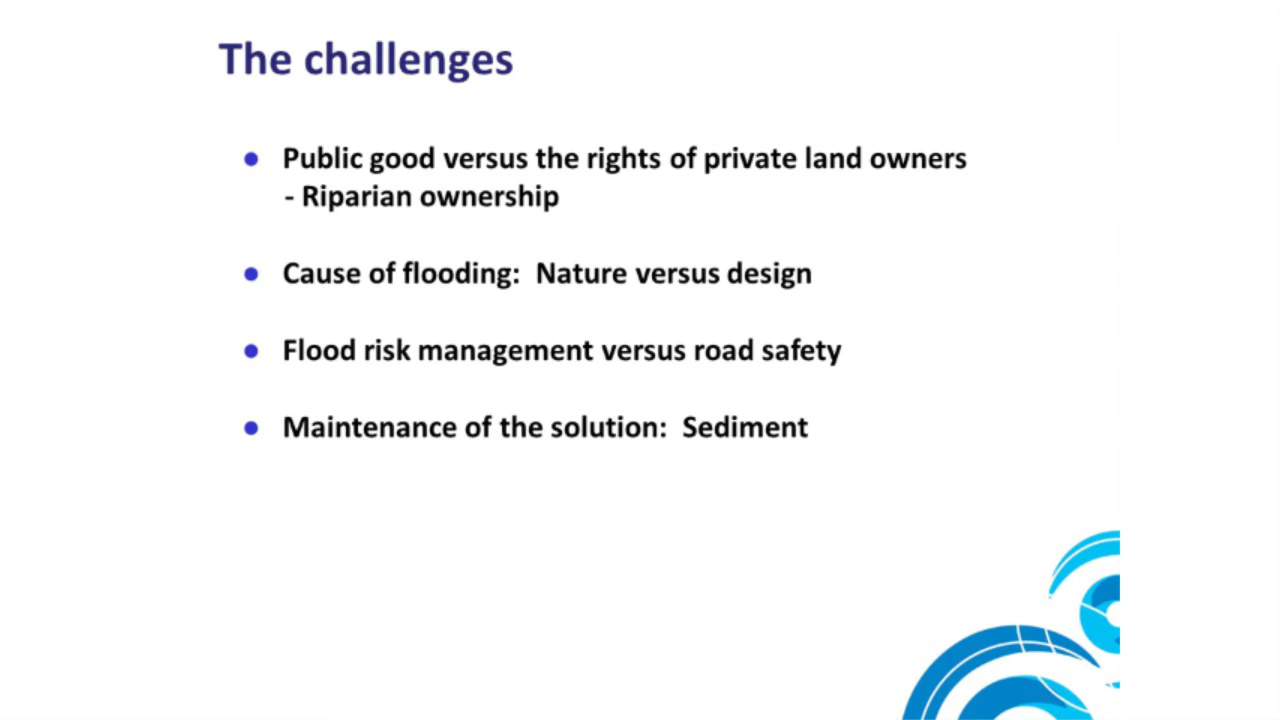 The challenges
● Public good versus the rights of private land owners
- Riparian ownership
● Cause of flooding:  Nature versus design
● Flood risk management versus road safety
● Maintenance of the solution:  Sediment